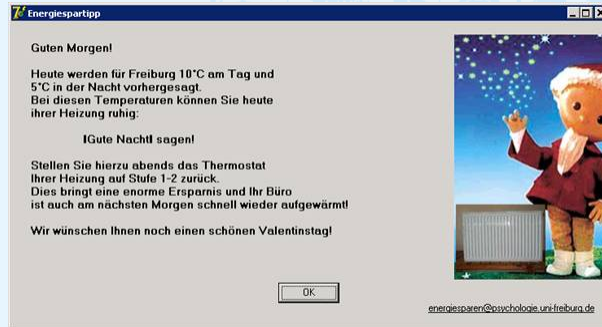 Energiespartipp
Guten Morgen!
Heute werden für Freiburg 10°C am Tag und
5°C in der Nacht vorhergesagt.
Bei diesen Temperaturen können Sie heute
ihrer Heizung ruhig:
|Gute Nacht| sagen!
Stellen Sie hierzu abends das Thermostat
Ihrer Heizung auf Stufe 1-2 zurück.
Dies bringt eine enorme Ersparnis und Ihr Büro
ist auch am nächsten Morgen schnell wieder aufgewärmt!
Wir wünschen Ihnen noch einen schönen Valentinstag!
OK
energiesparen@psychologie.uni-freiburg.de